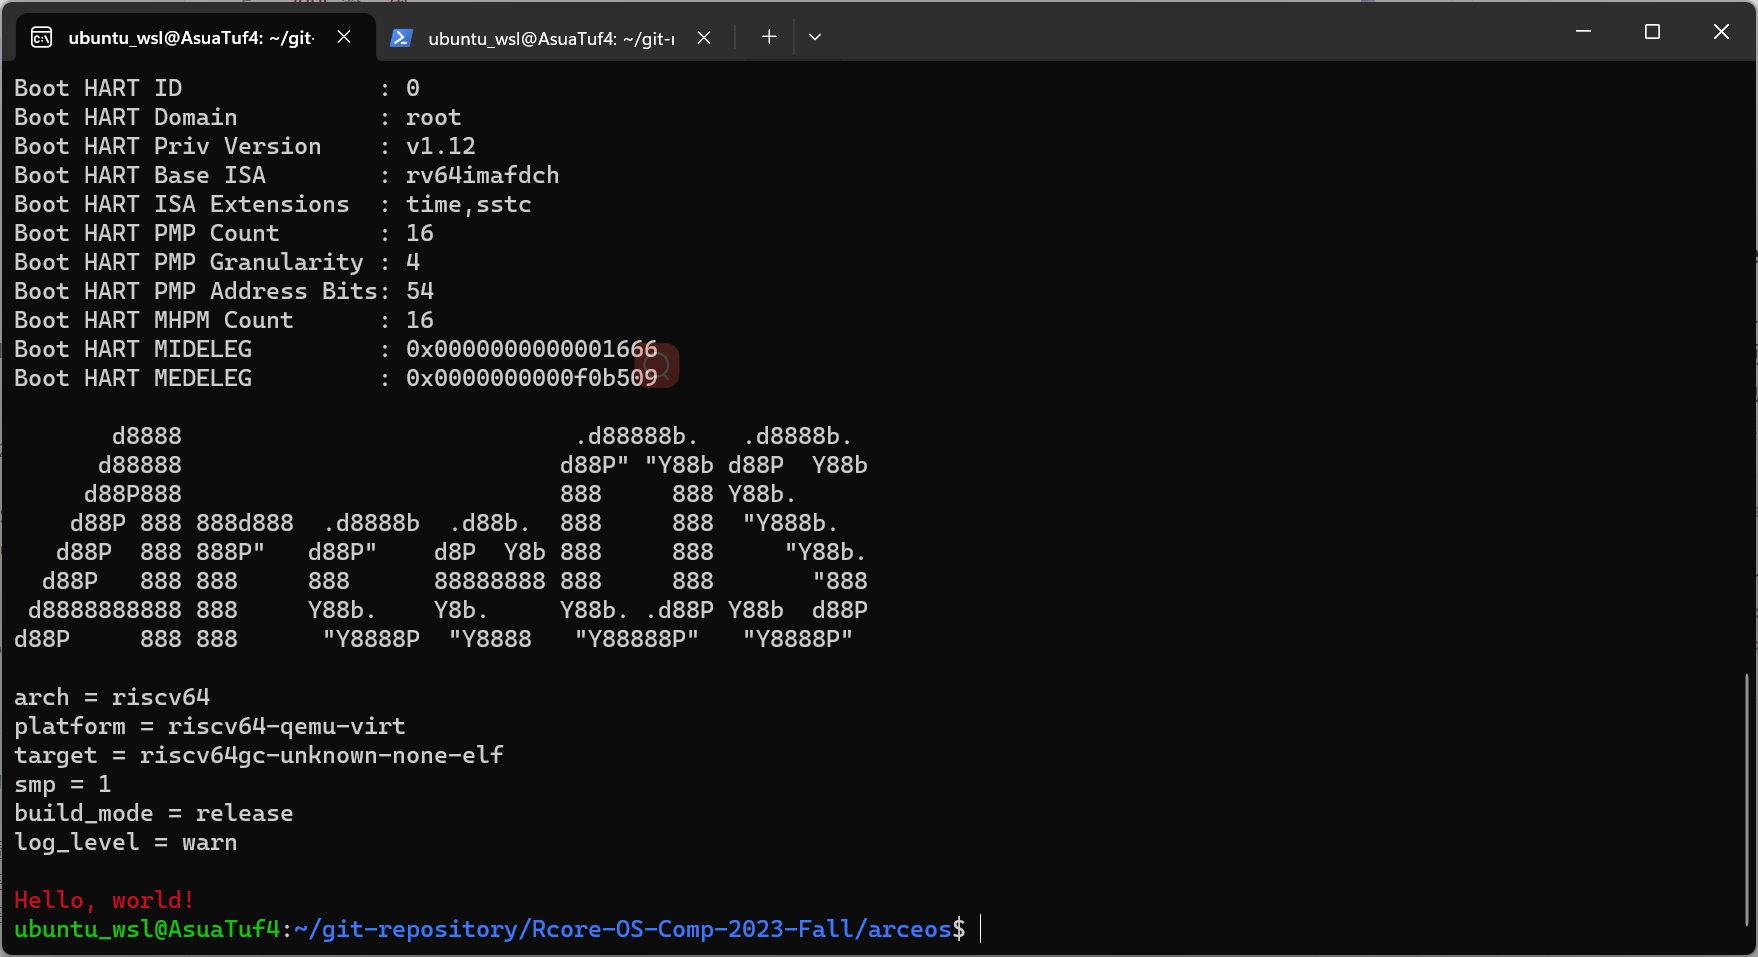 ubuntu_wsl@AsuaTuf4: ~/git- ubuntu_wsl@AsuaTuf4: ~/git-r
Boot HART ID              : 0
Boot HART Domain          : root
Boot HART Priv Version    : v1.12
Boot HART Base ISA        : rv64imafdch
Boot HART ISA Extensions  : time,sstc
Boot HART PMP Count       : 16
Boot HART PMP Granularity : 4
Boot HART PMP Address Bits: 54
Boot HART MHPM Count      : 16
Boot HART MIDELEG         : 0x0000000000001666
Boot HART MEDELEG         : 0x0000000000f0b509
       d8888                            .d88888b.   .d8888b.
      d88888                           d88P" "Y88b d88P  Y88b
     d88P888                           888     888 Y88b.
    d88P 888 888d888  .d8888b  .d88b.  888     888  "Y888b.
   d88P  888 888P"   d88P"    d8P  Y8b 888     888     "Y88b.
  d88P   888 888     888      88888888 888     888       "888
 d8888888888 888     Y88b.    Y8b.     Y88b. .d88P Y88b  d88P
d88P     888 888      "Y8888P  "Y8888   "Y88888P"   "Y8888P"
arch = riscv64
platform = riscv64-qemu-virt
target = riscv64gc-unknown-none-elf
smp = 1
build_mode = release
log_level = warn
Hello, world!
ubuntu_wsl@AsuaTuf4:~/git-repository/Rcore-OS-Comp-2023-Fall/arceos$